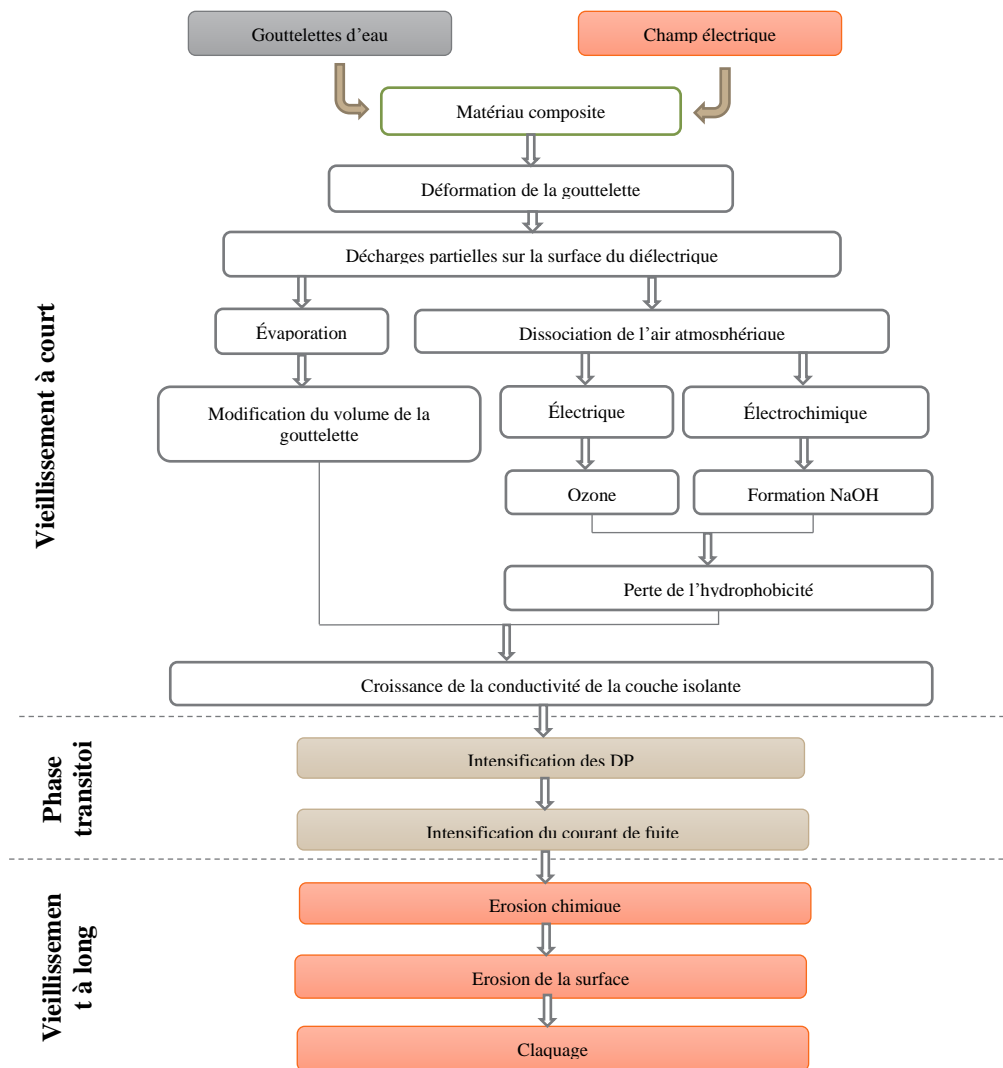 Gouttelettes d'eau
Champ électrique
Matériau composite
Déformation de la gouttelette
Décharges partielles sur la surface du diélectrique
Évaporation
Dissociation de l'air atmosphérique
Modification du volume de la
gouttelette
Électrique
Électrochimique
Ozone
Formation NaOH
Perte de l'hydrophobicité
Croissance de la conductivité de la couche isolante
Vieillissement à court
Intensification des DP
Intensification du courant de fuite
Phase
transitoi
Erosion chimique
Erosion de la surface
Claquage
Vieillissemen
t à long